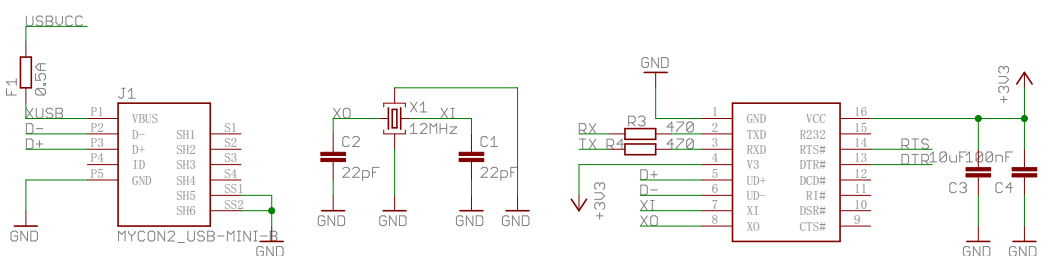 USBVCC
F1
0.5A
J1
XUSB
D-
D+
P1
P2
P3
P4
P5
VBUS
D-
D+
ID
GND
SH1
SH2
SH3
SH4
SH5
SH6
S1
S2
S3
S4
SS1
SS2
GND
MYCON2_USB-MINI-B
GND
XO
X1
XI
12MHz
C2
22pF
C1
22pF
GND
GND
GND
GND
GND
RX
R3
470
TX
R4
470
+3V3
D+
D-
XI
XO
1
2
3
4
5
6
7
8
GND
TXD
RXD
V3
UD+
UD-
XI
XO
VCC
R232
RTS#
DTR#
DCD#
RI#
DSR#
CTS#
16
15
14
13
12
11
10
9
RTS
DTR
+3V3
10uF
100nF
C3
C4
GND
GND